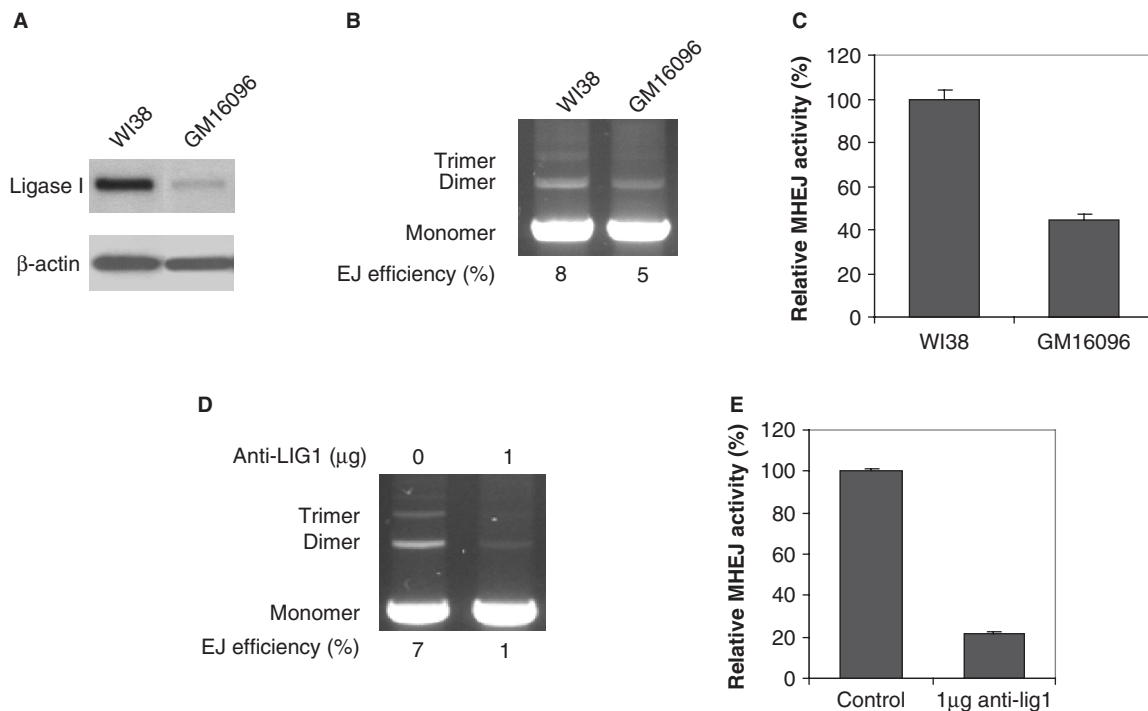 A
WI38
GM16096
Ligase I
β-actin
B
WI38
GM16096
Trimer
Dimer
Monomer
EJ efficiency (%)
8
5
C
Relative MHEJ activity (%)
120
100
80
60
40
20
0
WI38
GM16096
D
Anti-LIG1 (μg)
0
1
Trimer
Dimer
Monomer
EJ efficiency (%)
7
1
E
Relative MHEJ activity (%)
120
100
80
60
40
20
0
Control
1μg anti-lig1